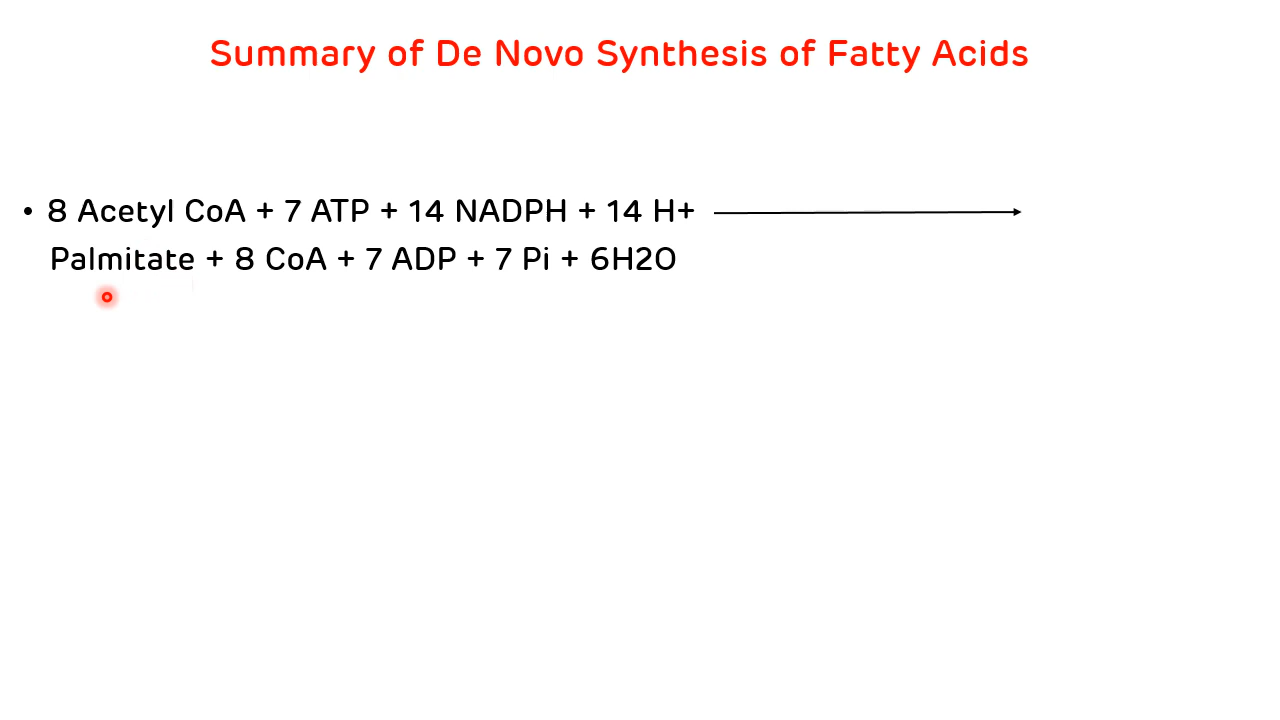 Summary of De Novo Synthesis of Fatty Acids
• 8 Acetyl CoA + 7 ATP + 14 NADPH + 14 H+
Palmitate + 8 CoA + 7 ADP + 7 Pi + 6H2O